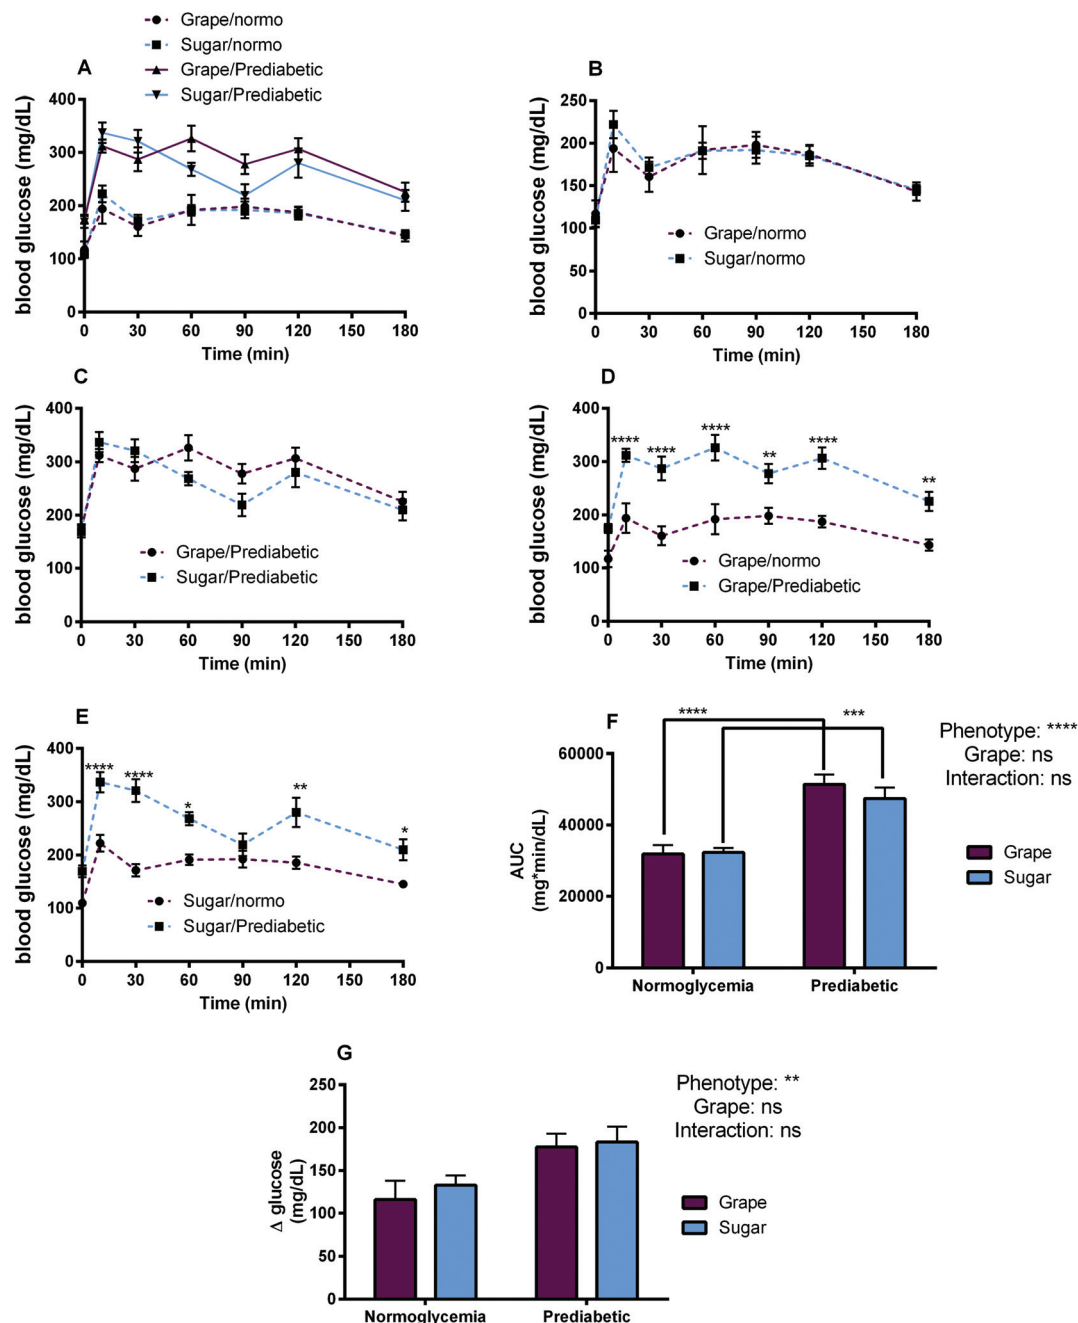 Grape/normo
Sugar/normo
Grape/Prediabetic
Sugar/Prediabetic
A
blood glucose (mg/dL)
400
300
200
100
0
0 30 60 90 120 150 180
Time (min)
B
blood glucose (mg/dL)
250
200
150
100
50
0
Grape/normo
Sugar/normo
0 30 60 90 120 150 180
Time (min)
C
blood glucose (mg/dL)
400
300
200
100
0
Grape/Prediabetic
Sugar/Prediabetic
0 30 60 90 120 150 180
Time (min)
D
blood glucose (mg/dL)
400
300
200
100
0
**** **** **** ** **** **
Grape/normo
Grape/Prediabetic
0 30 60 90 120 150 180
Time (min)
E
blood glucose (mg/dL)
400
300
200
100
0
**** **** * ** *
Sugar/normo
Sugar/Prediabetic
0 30 60 90 120 150 180
Time (min)
F
**** ***
Phenotype: ****
Grape: ns
Interaction: ns
AUC
(mg*min/dL)
60000
40000
20000
0
Grape
Sugar
Normoglycemia Prediabetic
G
Phenotype: **
Grape: ns
Interaction: ns
Δ glucose
(mg/dL)
250
200
150
100
50
0
Grape
Sugar
Normoglycemia Prediabetic